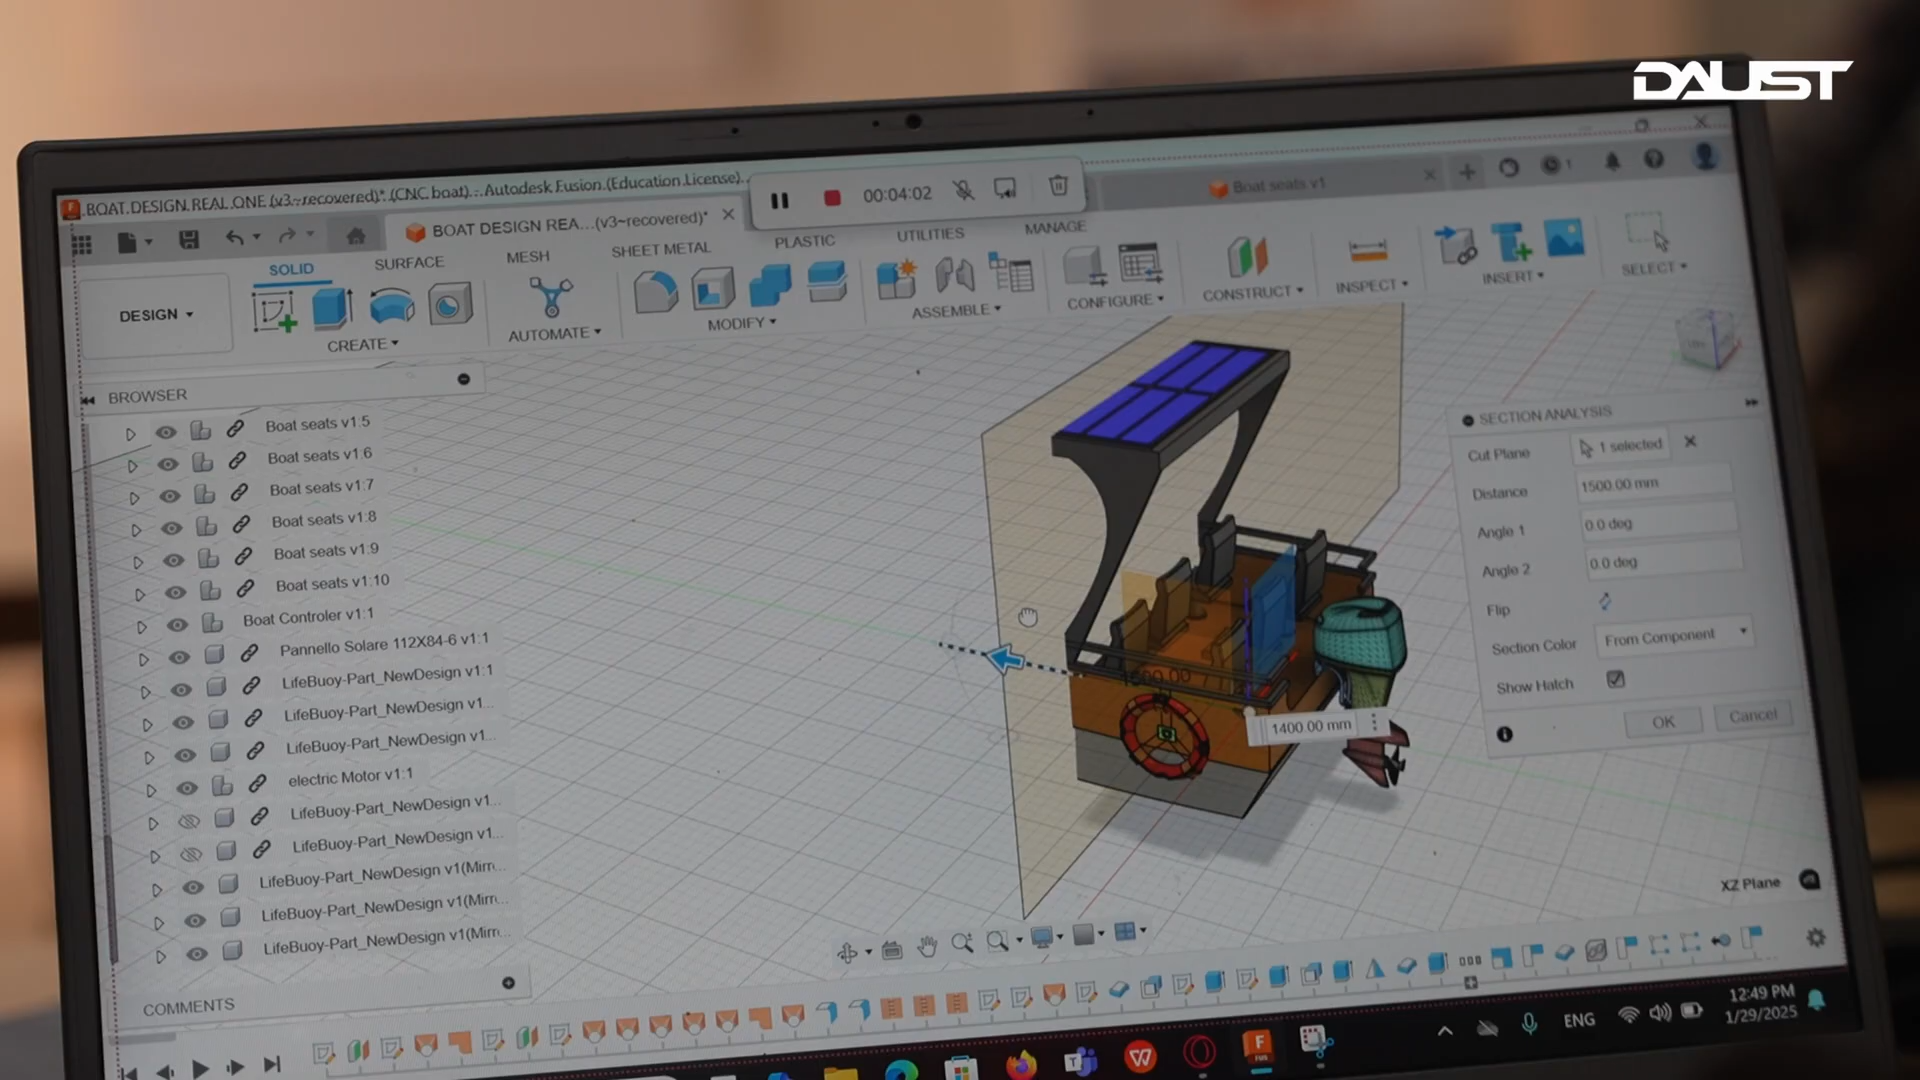 DAUST
BOAT DESIGN REAL ONE (v3~recovered)* (CNC boat) - Autodesk Fusion (Education License)
00:04:02
BOAT DESIGN REA...(v3~recovered)*
Boat seats v1
SOLID
SURFACE
MESH
SHEET METAL
PLASTIC
UTILITIES
MANAGE
DESIGN
CREATE
AUTOMATE
MODIFY
ASSEMBLE
CONFIGURE
CONSTRUCT
INSPECT
INSERT
SELECT
BROWSER
Boat seats v1:5
Boat seats v1:6
Boat seats v1:7
Boat seats v1:8
Boat seats v1:9
Boat seats v1:10
Boat Controler v1:1
Pannello Solare 112X84-6 v1:1
LifeBuoy-Part_NewDesign v1:1
LifeBuoy-Part_NewDesign v1...
LifeBuoy-Part_NewDesign v1...
electric Motor v1:1
LifeBuoy-Part_NewDesign v1...
LifeBuoy-Part_NewDesign v1...
LifeBuoy-Part_NewDesign v1(Mirr...
LifeBuoy-Part_NewDesign v1(Mirr...
LifeBuoy-Part_NewDesign v1(Mirr...
COMMENTS
SECTION ANALYSIS
Cut Plane
1 selected
Distance
1500.00 mm
Angle 1
0.0 deg
Angle 2
0.0 deg
Flip
Section Color
From Component
Show Hatch
OK
Cancel
1500.00
1400.00 mm
XZ Plane
ENG
12:49 PM
1/29/2025